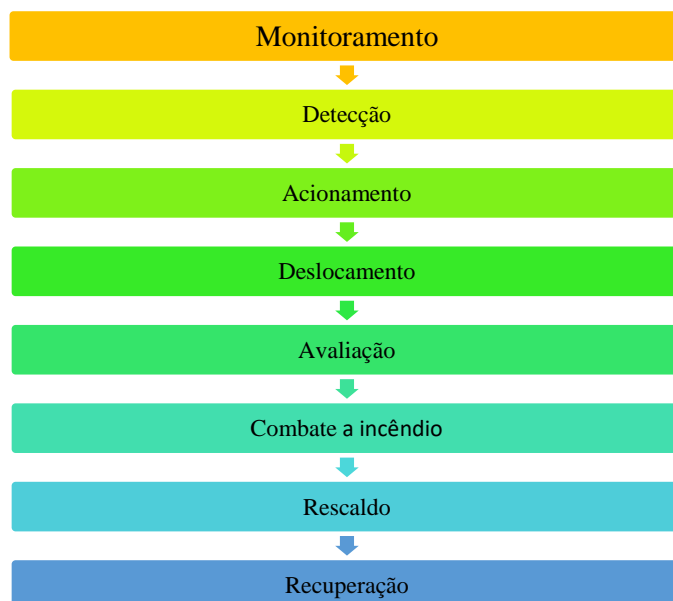 Monitoramento
Detecção
Acionamento
Deslocamento
Avaliação
Combate a incêndio
Rescaldo
Recuperação